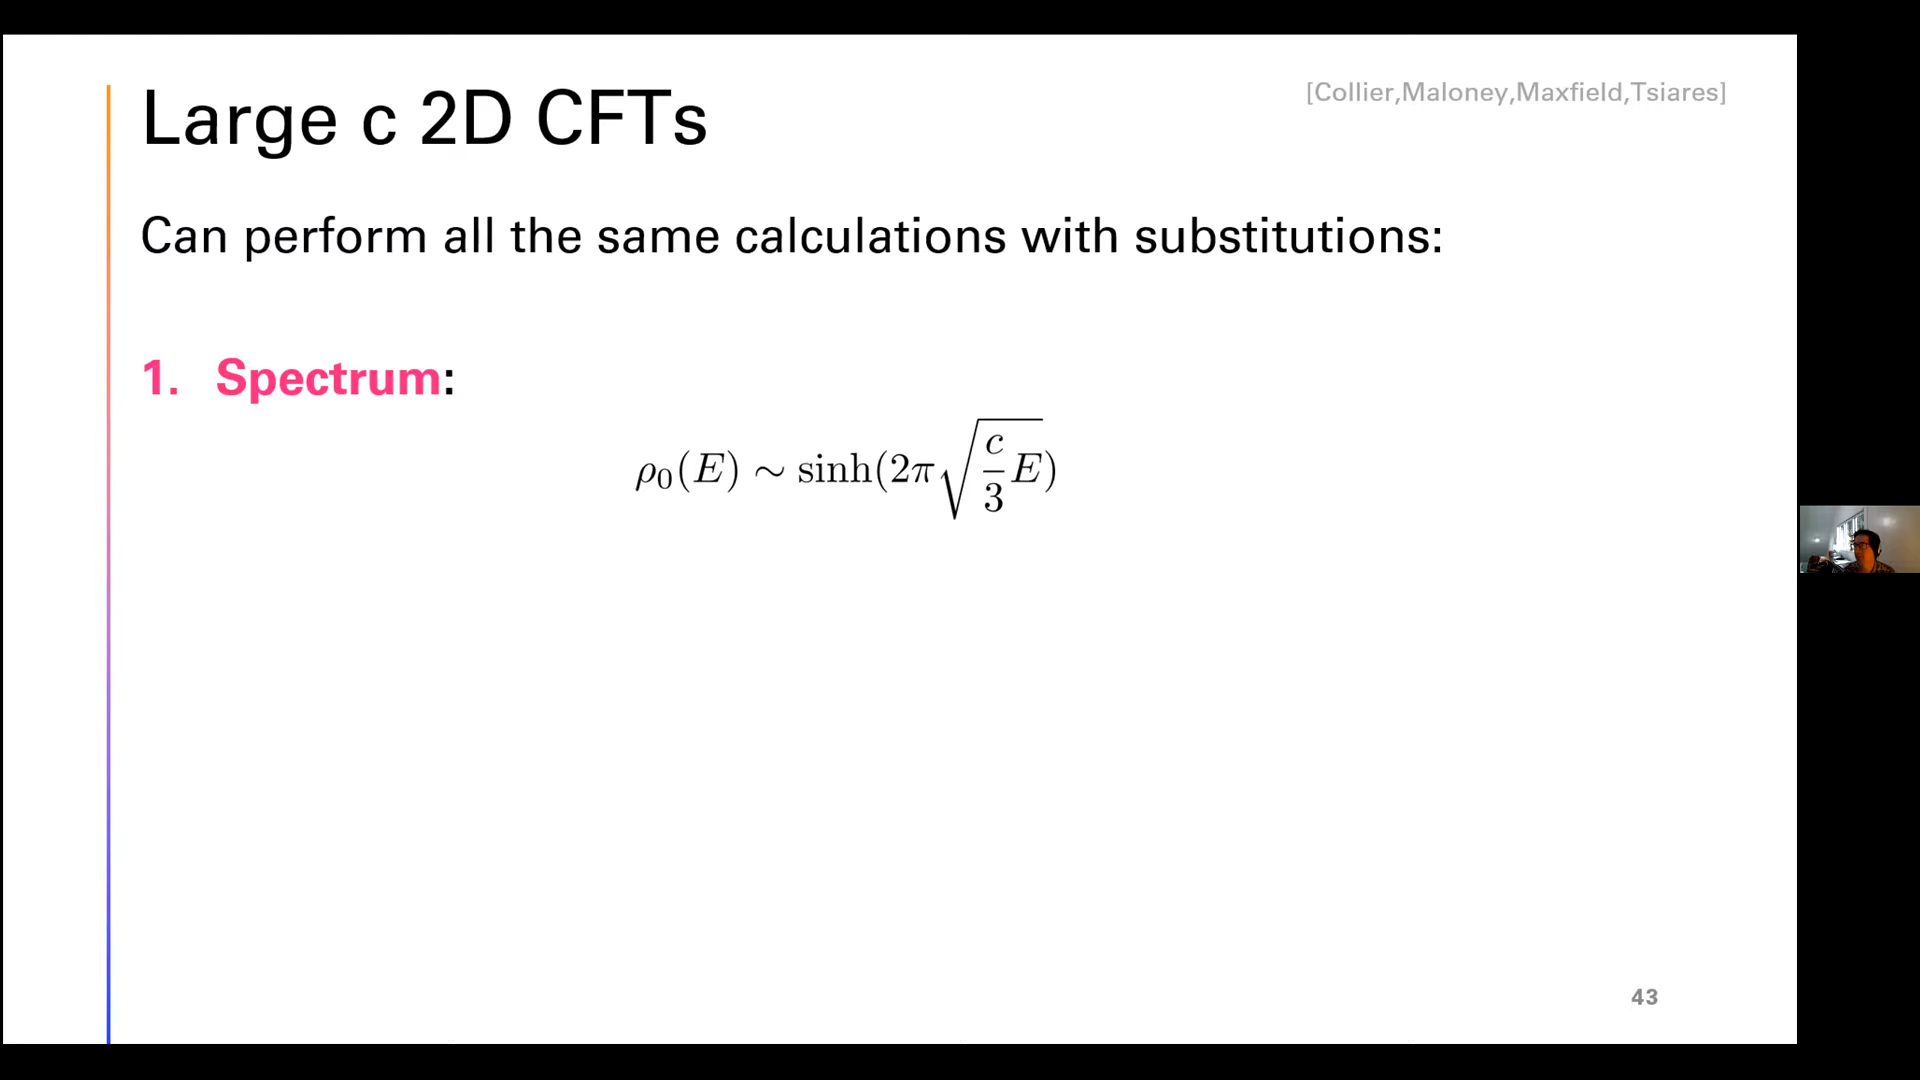 Large c 2D CFTs
[Collier,Maloney,Maxfield,Tsiares]
Can perform all the same calculations with substitutions:
1. Spectrum:
ρ₀(E) ∼ sinh(2π√(c/3 E))
43